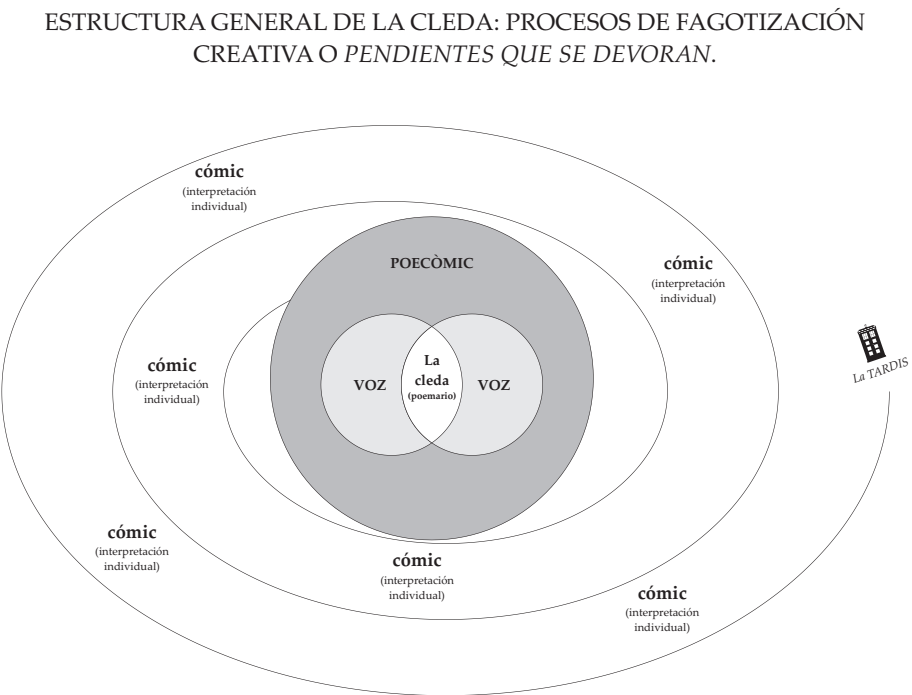 ESTRUCTURA GENERAL DE LA CLEDA: PROCESOS DE FAGOTIZACIÓN
CREATIVA O PENDIENTES QUE SE DEVORAN.
cómic
(interpretación
individual)
POECÒMIC
cómic
(interpretación
individual)
La TARDIS
cómic
(interpretación
individual)
VOZ
La
cleda
(poemario)
VOZ
cómic
(interpretación
individual)
cómic
(interpretación
individual)
cómic
(interpretación
individual)